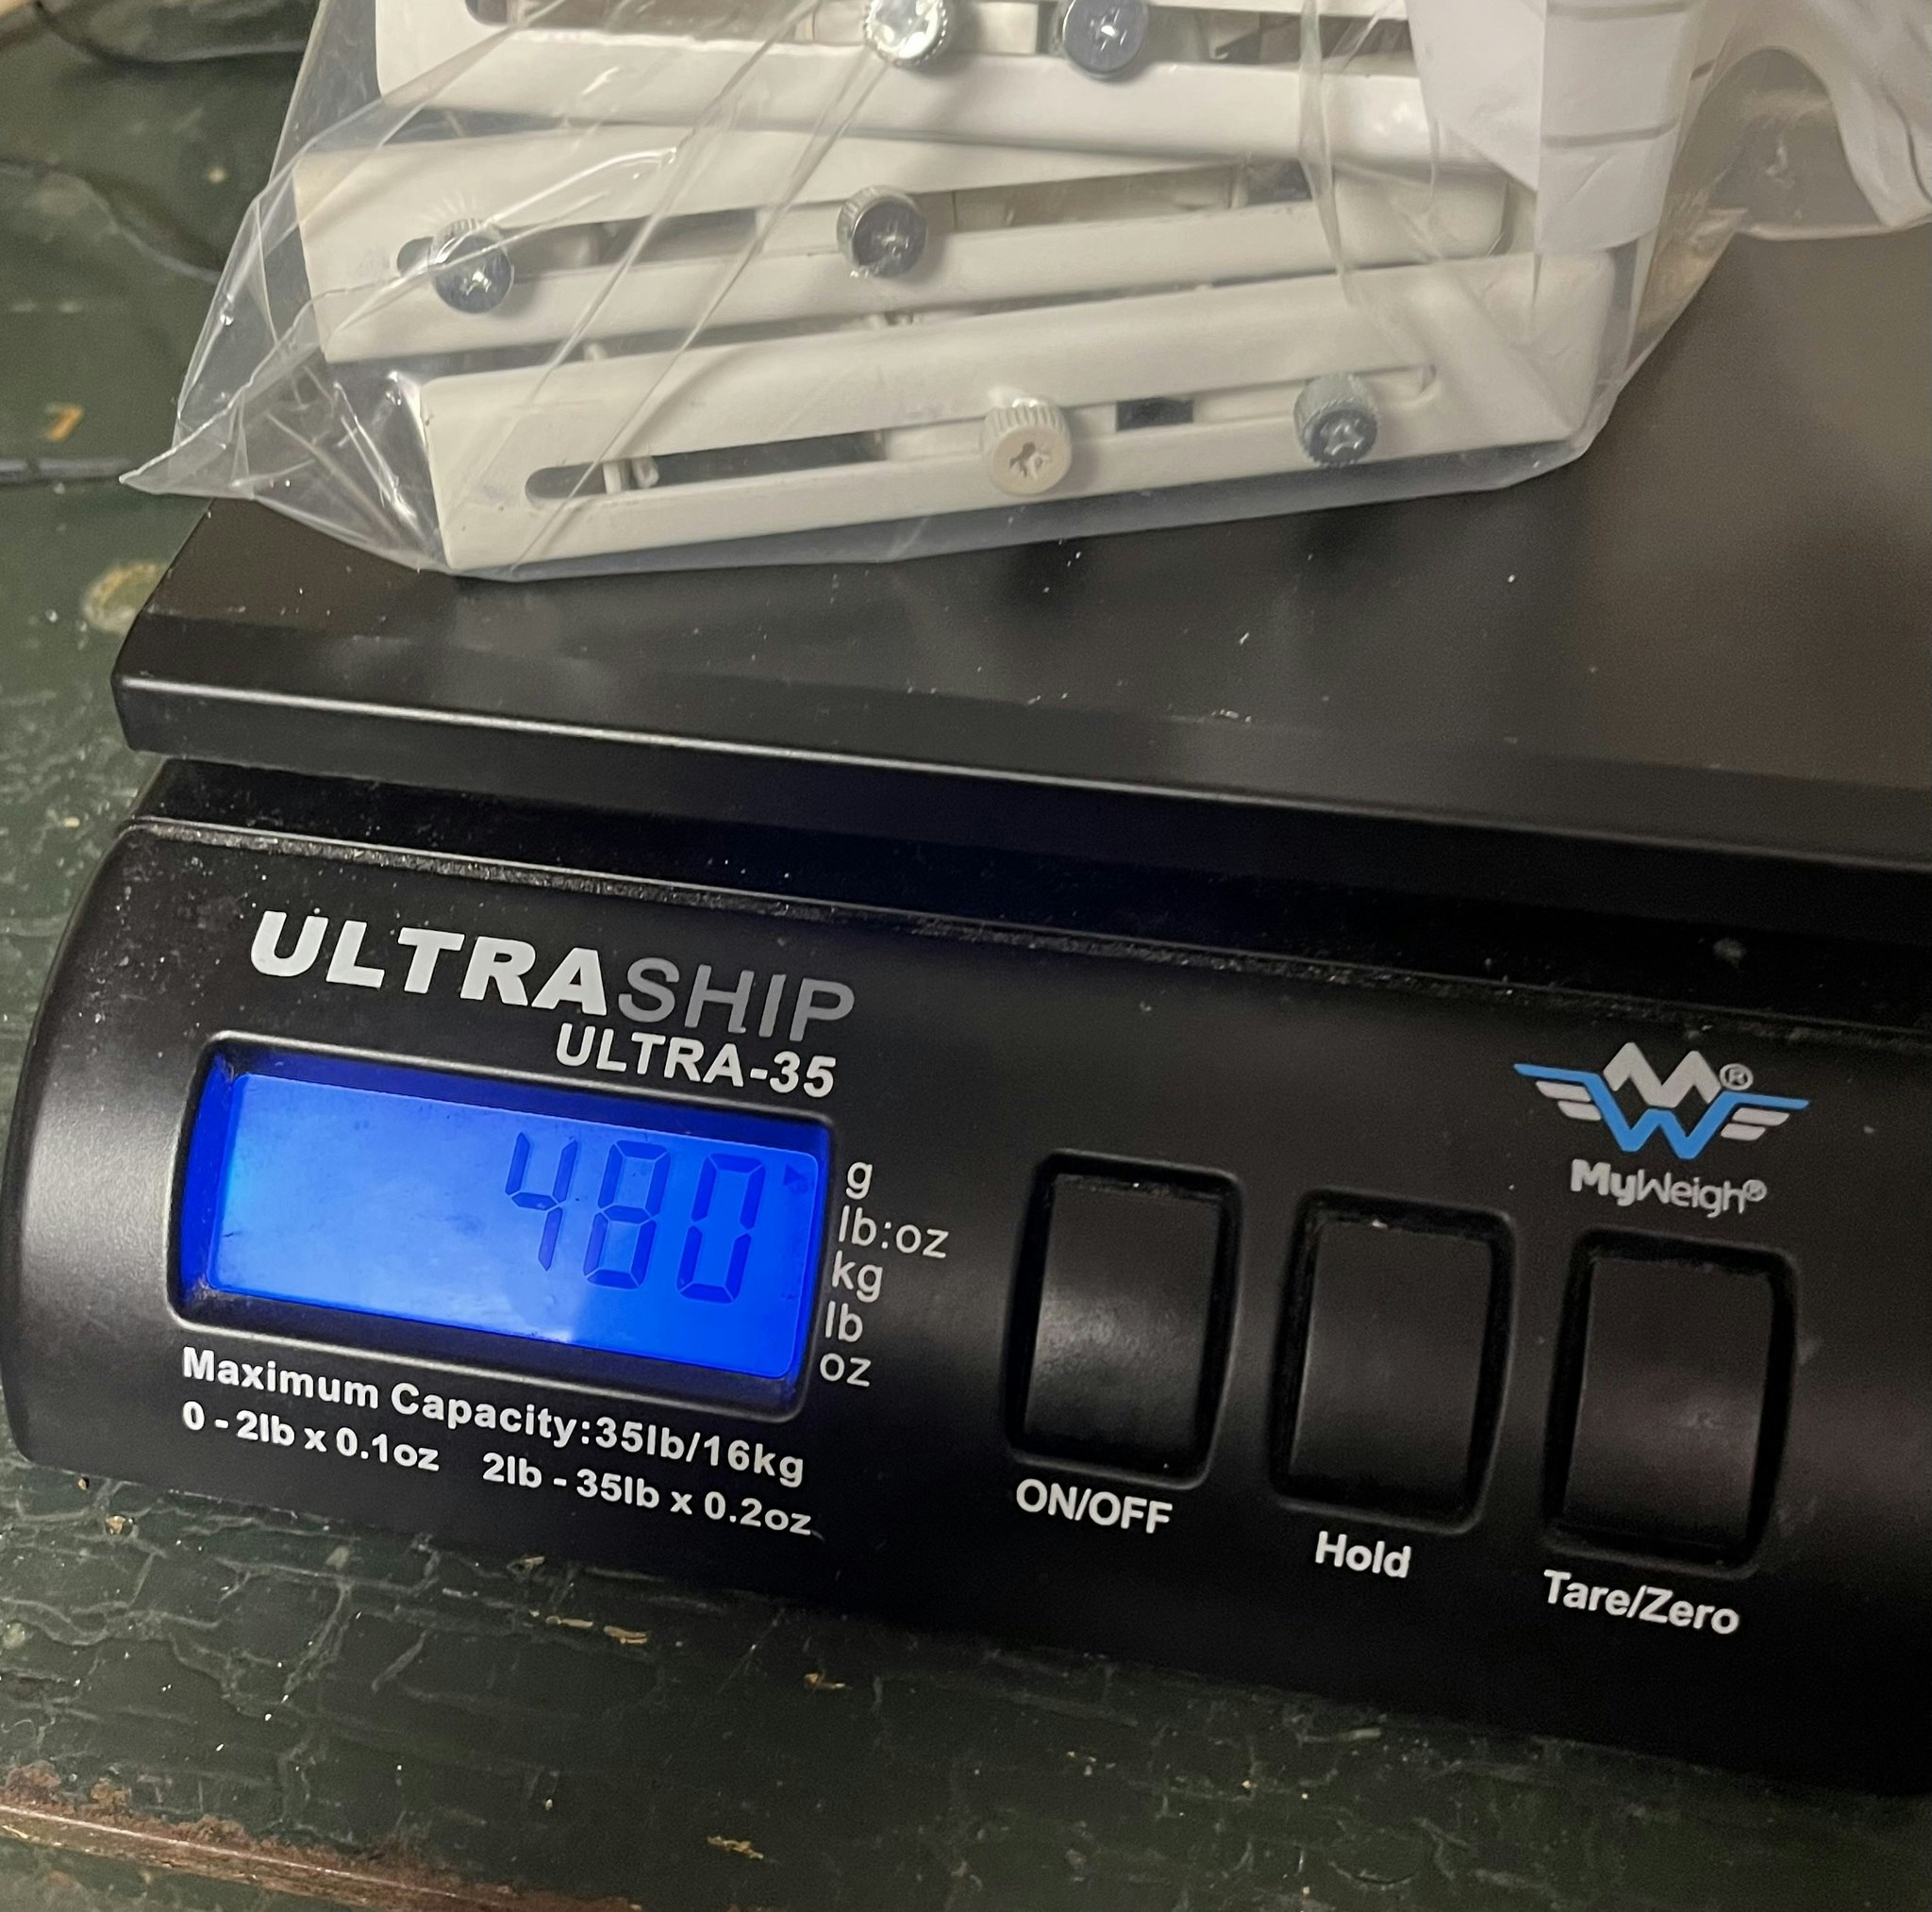 ULTRASHIP
ULTRA-35
480
g
lb:oz
kg
lb
oz
Maximum Capacity:35lb/16kg
0 - 2lb x 0.1oz 2lb - 35lb x 0.2oz
MW®
MyWeigh®
ON/OFF
Hold
Tare/Zero